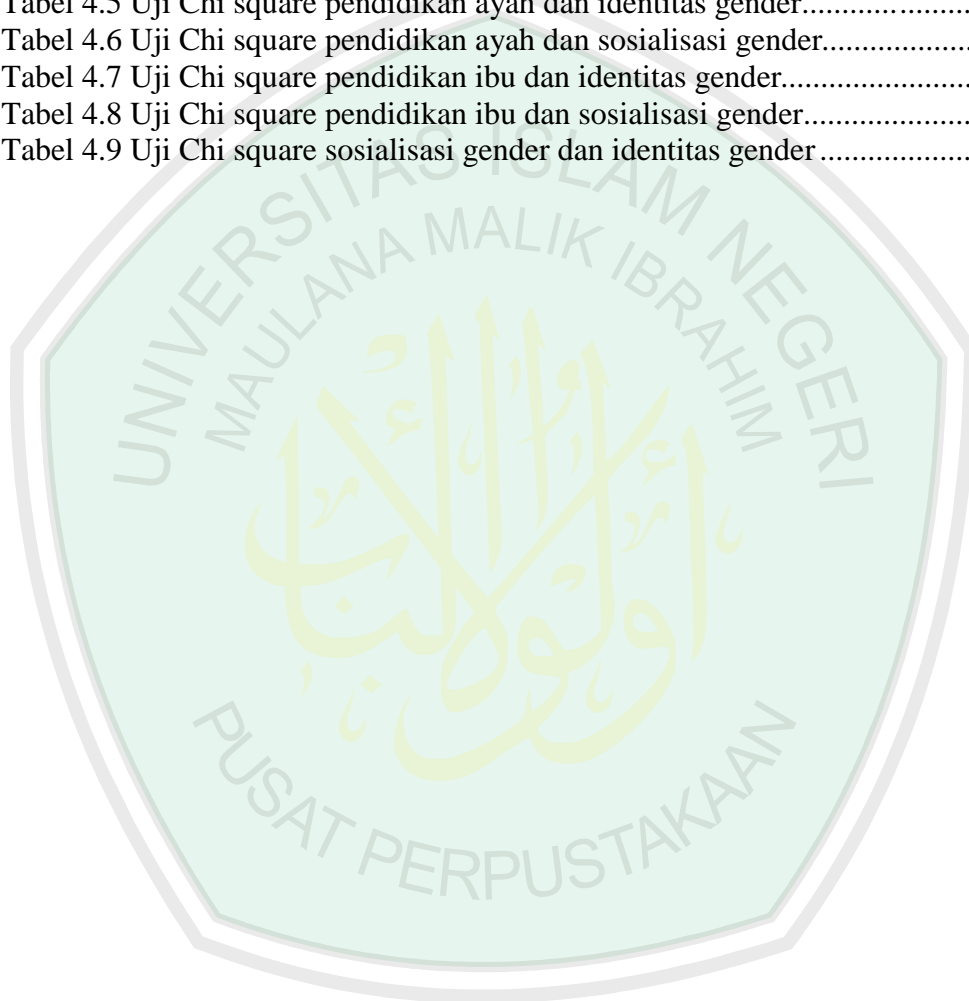 Tabel 4.5 Uji Chi square pendidikan ayah dan identitas gender......................
Tabel 4.6 Uji Chi square pendidikan ayah dan sosialisasi gender...................
Tabel 4.7 Uji Chi square pendidikan ibu dan identitas gender........................
Tabel 4.8 Uji Chi square pendidikan ibu dan sosialisasi gender.....................
Tabel 4.9 Uji Chi square sosialisasi gender dan identitas gender...................
UNIVERSITAS ISLAM NEGERI
MAULANA MALIK IBRAHIM
PUSAT PERPUSTAKAAN